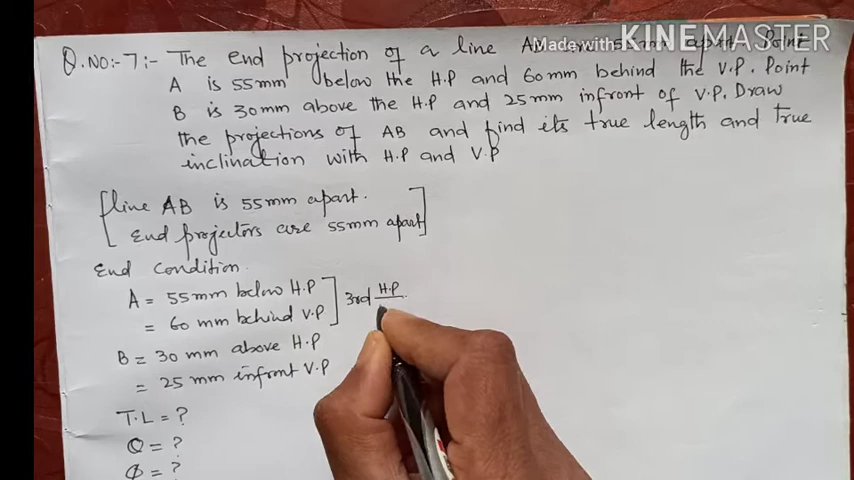 Made with KINEMASTER
Q.NO:-7:- The end projection of a line AB 55mm apart Point
A is 55mm below the H.P and 60mm behind the V.P. Point
B is 30mm above the H.P and 25mm infront of V.P. Draw
the projections of AB and find its true length and true
inclination with H.P and V.P
[line AB is 55mm apart.
End projectors are 55mm apart]
End Condition
A = 55mm below H.P
= 60 mm behind V.P ] 3rd H.P
B = 30 mm above H.P
= 25 mm infront V.P
T.L = ?
Q = ?
Φ = ?